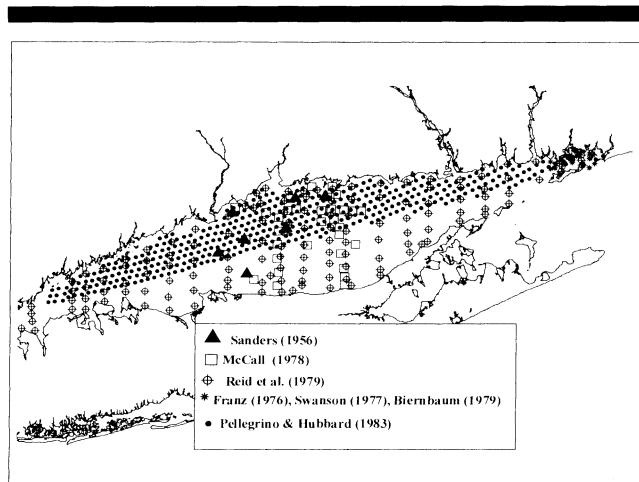 Sanders (1956)
McCall (1978)
Reid et al. (1979)
Franz (1976), Swanson (1977), Biernbaum (1979)
Pellegrino & Hubbard (1983)